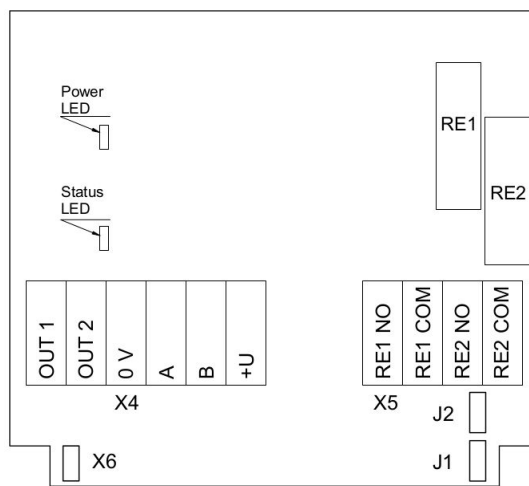 Power
LED
RE1
RE2
Status
LED
OUT 1
OUT 2
0 V
A
B
+U
RE1 NO
RE1 COM
RE2 NO
RE2 COM
X4
X5
J2
X6
J1